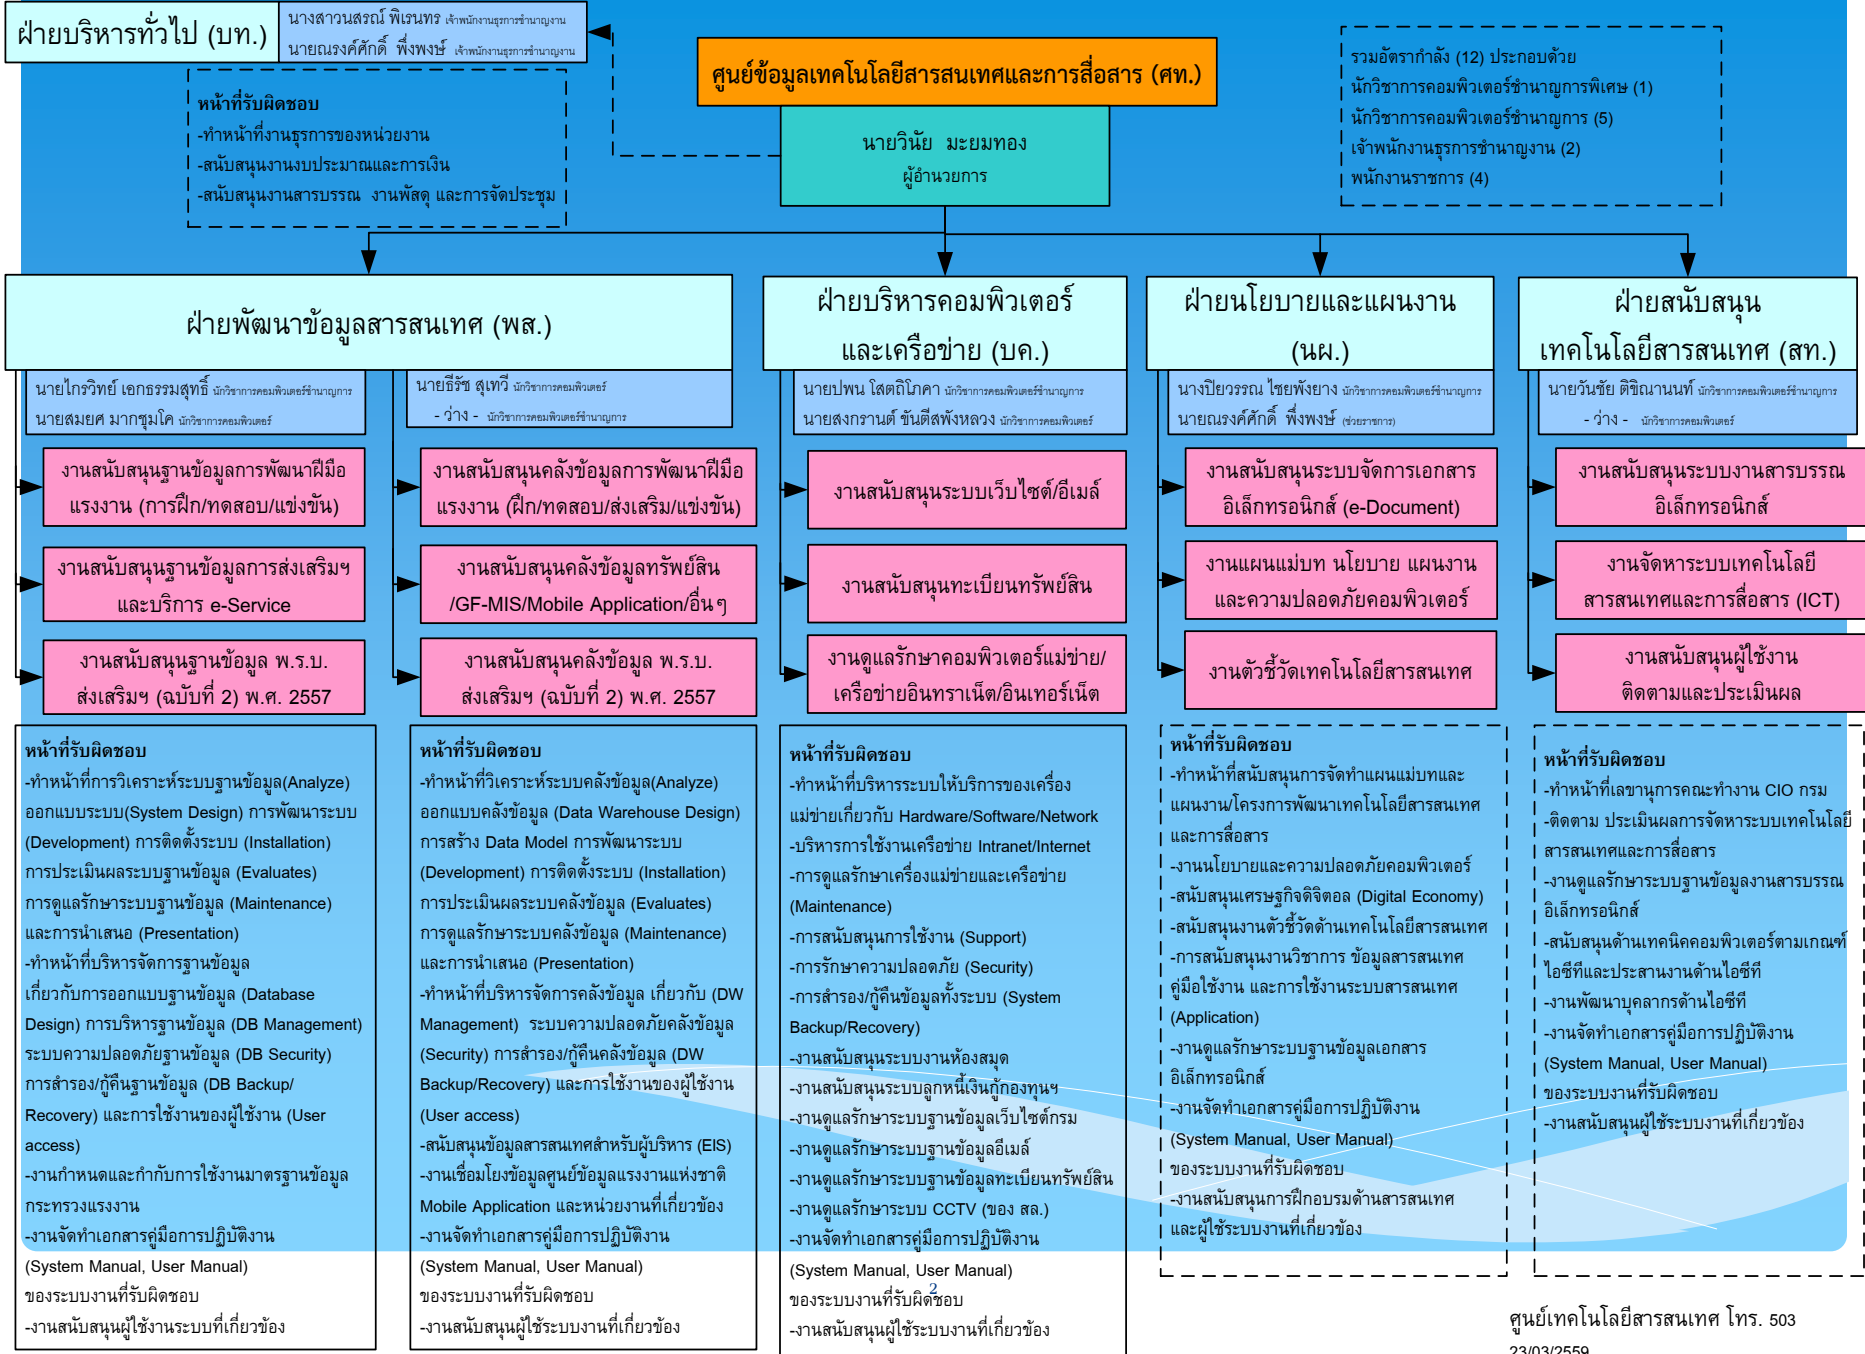 ฝ่ายบริหารทั่วไป (บท.)
นางสาวนสรณ์ พิเรนทร เจ้าพนักงานธุรการชำนาญงาน
นายณรงค์ศักดิ์ พึ่งพงษ์ เจ้าพนักงานธุรการชำนาญงาน
หน้าที่รับผิดชอบ
-ทำหน้าที่งานธุรการของหน่วยงาน
-สนับสนุนงานงบประมาณและการเงิน
-สนับสนุนงานสารบรรณ งานพัสดุ และการจัดประชุม
ศูนย์ข้อมูลเทคโนโลยีสารสนเทศและการสื่อสาร (ศท.)
นายวินัย มะยมทอง
ผู้อำนวยการ
รวมอัตรากำลัง (12) ประกอบด้วย
นักวิชาการคอมพิวเตอร์ชำนาญการพิเศษ (1)
นักวิชาการคอมพิวเตอร์ชำนาญการ (5)
เจ้าพนักงานธุรการชำนาญงาน (2)
พนักงานราชการ (4)
ฝ่ายพัฒนาข้อมูลสารสนเทศ (พส.)
นายไกรวิทย์ เอกธรรมสุทธิ์ นักวิชาการคอมพิวเตอร์ชำนาญการ
นายสมยศ มากชุมโค นักวิชาการคอมพิวเตอร์
นายธีรัช สุเทวี นักวิชาการคอมพิวเตอร์
- ว่าง - นักวิชาการคอมพิวเตอร์ชำนาญการ
ฝ่ายบริหารคอมพิวเตอร์
และเครือข่าย (บค.)
นายปพน โสตถิโภคา นักวิชาการคอมพิวเตอร์ชำนาญการ
นายสงกรานต์ ขันตีสพังหลวง นักวิชาการคอมพิวเตอร์
ฝ่ายนโยบายและแผนงาน
(นผ.)
นางปิยวรรณ ไชยพังยาง นักวิชาการคอมพิวเตอร์ชำนาญการ
นายณรงค์ศักดิ์ พึ่งพงษ์ (ช่วยราชการ)
ฝ่ายสนับสนุน
เทคโนโลยีสารสนเทศ (สท.)
นายวันชัย ติขิณานนท์ นักวิชาการคอมพิวเตอร์ชำนาญการ
- ว่าง - นักวิชาการคอมพิวเตอร์
งานสนับสนุนฐานข้อมูลการพัฒนาฝีมือ
แรงงาน (การฝึก/ทดสอบ/แข่งขัน)
งานสนับสนุนฐานข้อมูลการส่งเสริมฯ
และบริการ e-Service
งานสนับสนุนฐานข้อมูล พ.ร.บ.
ส่งเสริมฯ (ฉบับที่ 2) พ.ศ. 2557
งานสนับสนุนคลังข้อมูลการพัฒนาฝีมือ
แรงงาน (ฝึก/ทดสอบ/ส่งเสริม/แข่งขัน)
งานสนับสนุนคลังข้อมูลทรัพย์สิน
/GF-MIS/Mobile Application/อื่นๆ
งานสนับสนุนคลังข้อมูล พ.ร.บ.
ส่งเสริมฯ (ฉบับที่ 2) พ.ศ. 2557
งานสนับสนุนระบบเว็บไซต์/อีเมล์
งานสนับสนุนทะเบียนทรัพย์สิน
งานดูแลรักษาคอมพิวเตอร์แม่ข่าย/
เครือข่ายอินทราเน็ต/อินเทอร์เน็ต
งานสนับสนุนระบบจัดการเอกสาร
อิเล็กทรอนิกส์ (e-Document)
งานแผนแม่บท นโยบาย แผนงาน
และความปลอดภัยคอมพิวเตอร์
งานตัวชี้วัดเทคโนโลยีสารสนเทศ
งานสนับสนุนระบบงานสารบรรณ
อิเล็กทรอนิกส์
งานจัดหาระบบเทคโนโลยี
สารสนเทศและการสื่อสาร (ICT)
งานสนับสนุนผู้ใช้งาน
ติดตามและประเมินผล
หน้าที่รับผิดชอบ
-ทำหน้าที่การวิเคราะห์ระบบฐานข้อมูล(Analyze)
ออกแบบระบบ(System Design) การพัฒนาระบบ
(Development) การติดตั้งระบบ (Installation)
การประเมินผลระบบฐานข้อมูล (Evaluates)
การดูแลรักษาระบบฐานข้อมูล (Maintenance)
และการนำเสนอ (Presentation)
-ทำหน้าที่บริหารจัดการฐานข้อมูล
เกี่ยวกับการออกแบบฐานข้อมูล (Database
Design) การบริหารฐานข้อมูล (DB Management)
ระบบความปลอดภัยฐานข้อมูล (DB Security)
การสำรอง/กู้คืนฐานข้อมูล (DB Backup/
Recovery) และการใช้งานของผู้ใช้งาน (User
access)
-งานกำหนดและกำกับการใช้งานมาตรฐานข้อมูล
กระทรวงแรงงาน
-งานจัดทำเอกสารคู่มือการปฏิบัติงาน
(System Manual, User Manual)
ของระบบงานที่รับผิดชอบ
-งานสนับสนุนผู้ใช้งานระบบที่เกี่ยวข้อง
หน้าที่รับผิดชอบ
-ทำหน้าที่วิเคราะห์ระบบคลังข้อมูล(Analyze)
ออกแบบคลังข้อมูล (Data Warehouse Design)
การสร้าง Data Model การพัฒนาระบบ
(Development) การติดตั้งระบบ (Installation)
การประเมินผลระบบคลังข้อมูล (Evaluates)
การดูแลรักษาระบบคลังข้อมูล (Maintenance)
และการนำเสนอ (Presentation)
-ทำหน้าที่บริหารจัดการคลังข้อมูล เกี่ยวกับ (DW
Management) ระบบความปลอดภัยคลังข้อมูล
(Security) การสำรอง/กู้คืนคลังข้อมูล (DW
Backup/Recovery) และการใช้งานของผู้ใช้งาน
(User access)
-สนับสนุนข้อมูลสารสนเทศสำหรับผู้บริหาร (EIS)
-งานเชื่อมโยงข้อมูลศูนย์ข้อมูลแรงงานแห่งชาติ
Mobile Application และหน่วยงานที่เกี่ยวข้อง
-งานจัดทำเอกสารคู่มือการปฏิบัติงาน
(System Manual, User Manual)
ของระบบงานที่รับผิดชอบ
-งานสนับสนุนผู้ใช้ระบบงานที่เกี่ยวข้อง
หน้าที่รับผิดชอบ
-ทำหน้าที่บริหารระบบให้บริการของเครื่อง
แม่ข่ายเกี่ยวกับ Hardware/Software/Network
-บริหารการใช้งานเครือข่าย Intranet/Internet
-การดูแลรักษาเครื่องแม่ข่ายและเครือข่าย
(Maintenance)
-การสนับสนุนการใช้งาน (Support)
-การรักษาความปลอดภัย (Security)
-การสำรอง/กู้คืนข้อมูลทั้งระบบ (System
Backup/Recovery)
-งานสนับสนุนระบบงานห้องสมุด
-งานสนับสนุนระบบลูกหนี้เงินกู้กองทุนฯ
-งานดูแลรักษาระบบฐานข้อมูลเว็บไซต์กรม
-งานดูแลรักษาระบบฐานข้อมูลอีเมล์
-งานดูแลรักษาระบบฐานข้อมูลทะเบียนทรัพย์สิน
-งานดูแลรักษาระบบ CCTV (ของ สล.)
-งานจัดทำเอกสารคู่มือการปฏิบัติงาน
(System Manual, User Manual)
ของระบบงานที่รับผิดชอบ
-งานสนับสนุนผู้ใช้ระบบงานที่เกี่ยวข้อง
2
หน้าที่รับผิดชอบ
-ทำหน้าที่สนับสนุนการจัดทำแผนแม่บทและ
แผนงาน/โครงการพัฒนาเทคโนโลยีสารสนเทศ
และการสื่อสาร
-งานนโยบายและความปลอดภัยคอมพิวเตอร์
-สนับสนุนเศรษฐกิจดิจิตอล (Digital Economy)
-สนับสนุนงานตัวชี้วัดด้านเทคโนโลยีสารสนเทศ
-การสนับสนุนงานวิชาการ ข้อมูลสารสนเทศ
คู่มือใช้งาน และการใช้งานระบบสารสนเทศ
(Application)
-งานดูแลรักษาระบบฐานข้อมูลเอกสาร
อิเล็กทรอนิกส์
-งานจัดทำเอกสารคู่มือการปฏิบัติงาน
(System Manual, User Manual)
ของระบบงานที่รับผิดชอบ
-งานสนับสนุนการฝึกอบรมด้านสารสนเทศ
และผู้ใช้ระบบงานที่เกี่ยวข้อง
หน้าที่รับผิดชอบ
-ทำหน้าที่เลขานุการคณะทำงาน CIO กรม
-ติดตาม ประเมินผลการจัดหาระบบเทคโนโลยี
สารสนเทศและการสื่อสาร
-งานดูแลรักษาระบบฐานข้อมูลงานสารบรรณ
อิเล็กทรอนิกส์
-สนับสนุนด้านเทคนิคคอมพิวเตอร์ตามเกณฑ์
ไอซีทีและประสานงานด้านไอซีที
-งานพัฒนาบุคลากรด้านไอซีที
-งานจัดทำเอกสารคู่มือการปฏิบัติงาน
(System Manual, User Manual)
ของระบบงานที่รับผิดชอบ
-งานสนับสนุนผู้ใช้ระบบงานที่เกี่ยวข้อง
ศูนย์เทคโนโลยีสารสนเทศ โทร. 503
23/03/2559